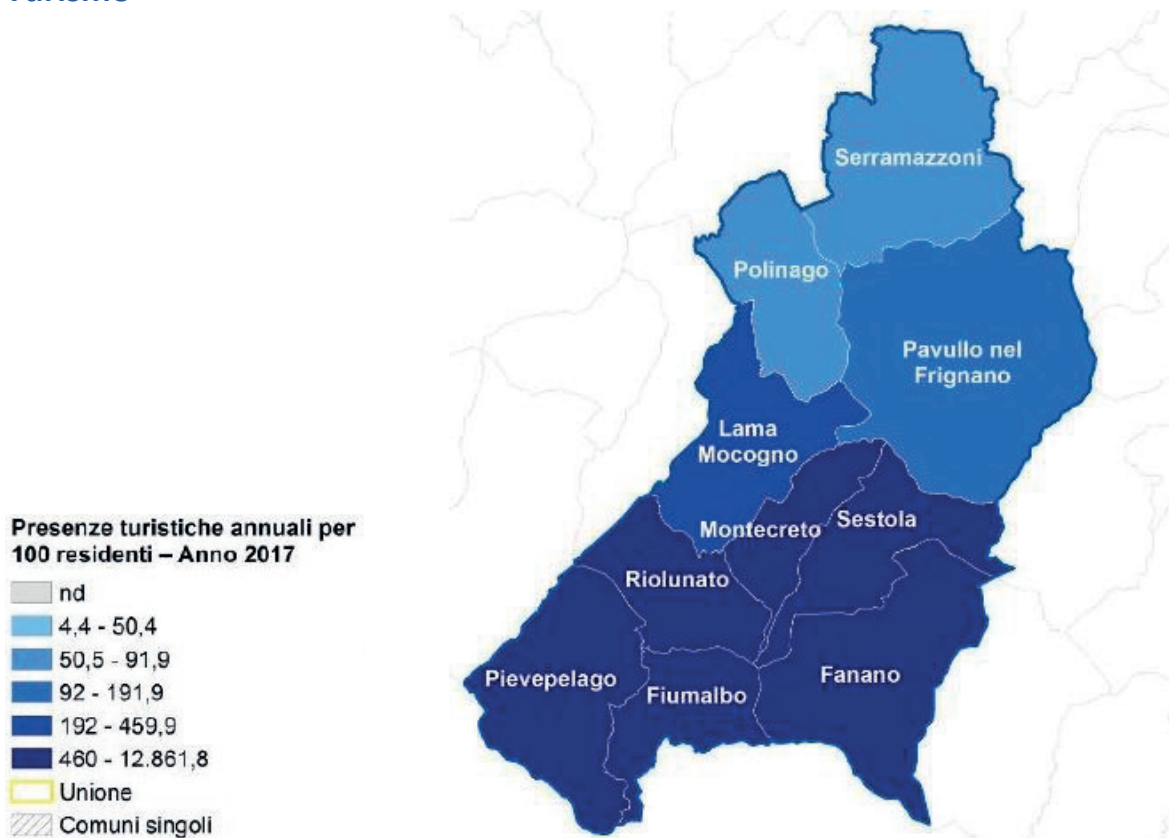 Serramazzoni
Polinago
Pavullo nel
Frignano
Lama
Mocogno
Montecreto
Sestola
Riolunato
Pievepelago
Fiumalbo
Fanano
Presenze turistiche annuali per
100 residenti – Anno 2017
nd
4,4 - 50,4
50,5 - 91,9
92 - 191,9
192 - 459,9
460 - 12.861,8
Unione
Comuni singoli